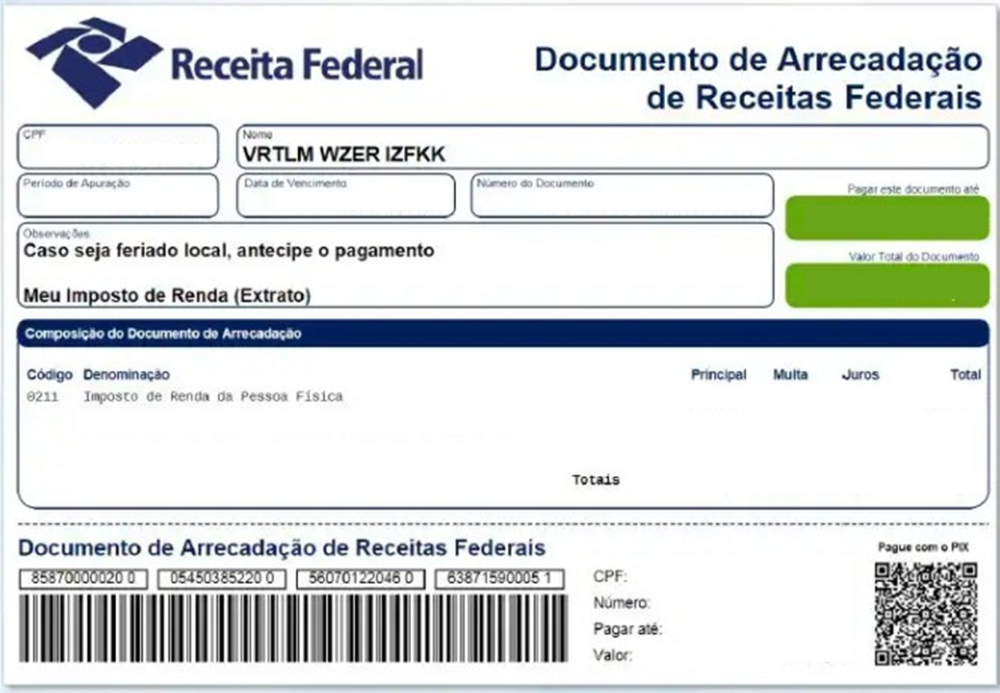 Receita Federal
Documento de Arrecadação
de Receitas Federais
CPF
Nome
VRTLM WZER IZFKK
Período de Apuração
Data de Vencimento
Número do Documento
Pagar este documento até
Observações
Caso seja feriado local, antecipe o pagamento
Valor Total do Documento
Meu Imposto de Renda (Extrato)
Composição do Documento de Arrecadação
Código Denominação Principal Multa Juros Total
0211 Imposto de Renda da Pessoa Física
Totais
Documento de Arrecadação de Receitas Federais
Pague com o PIX
85870000020 0 05450385220 0 56070122046 0 63871590005 1
CPF:
Número:
Pagar até:
Valor: